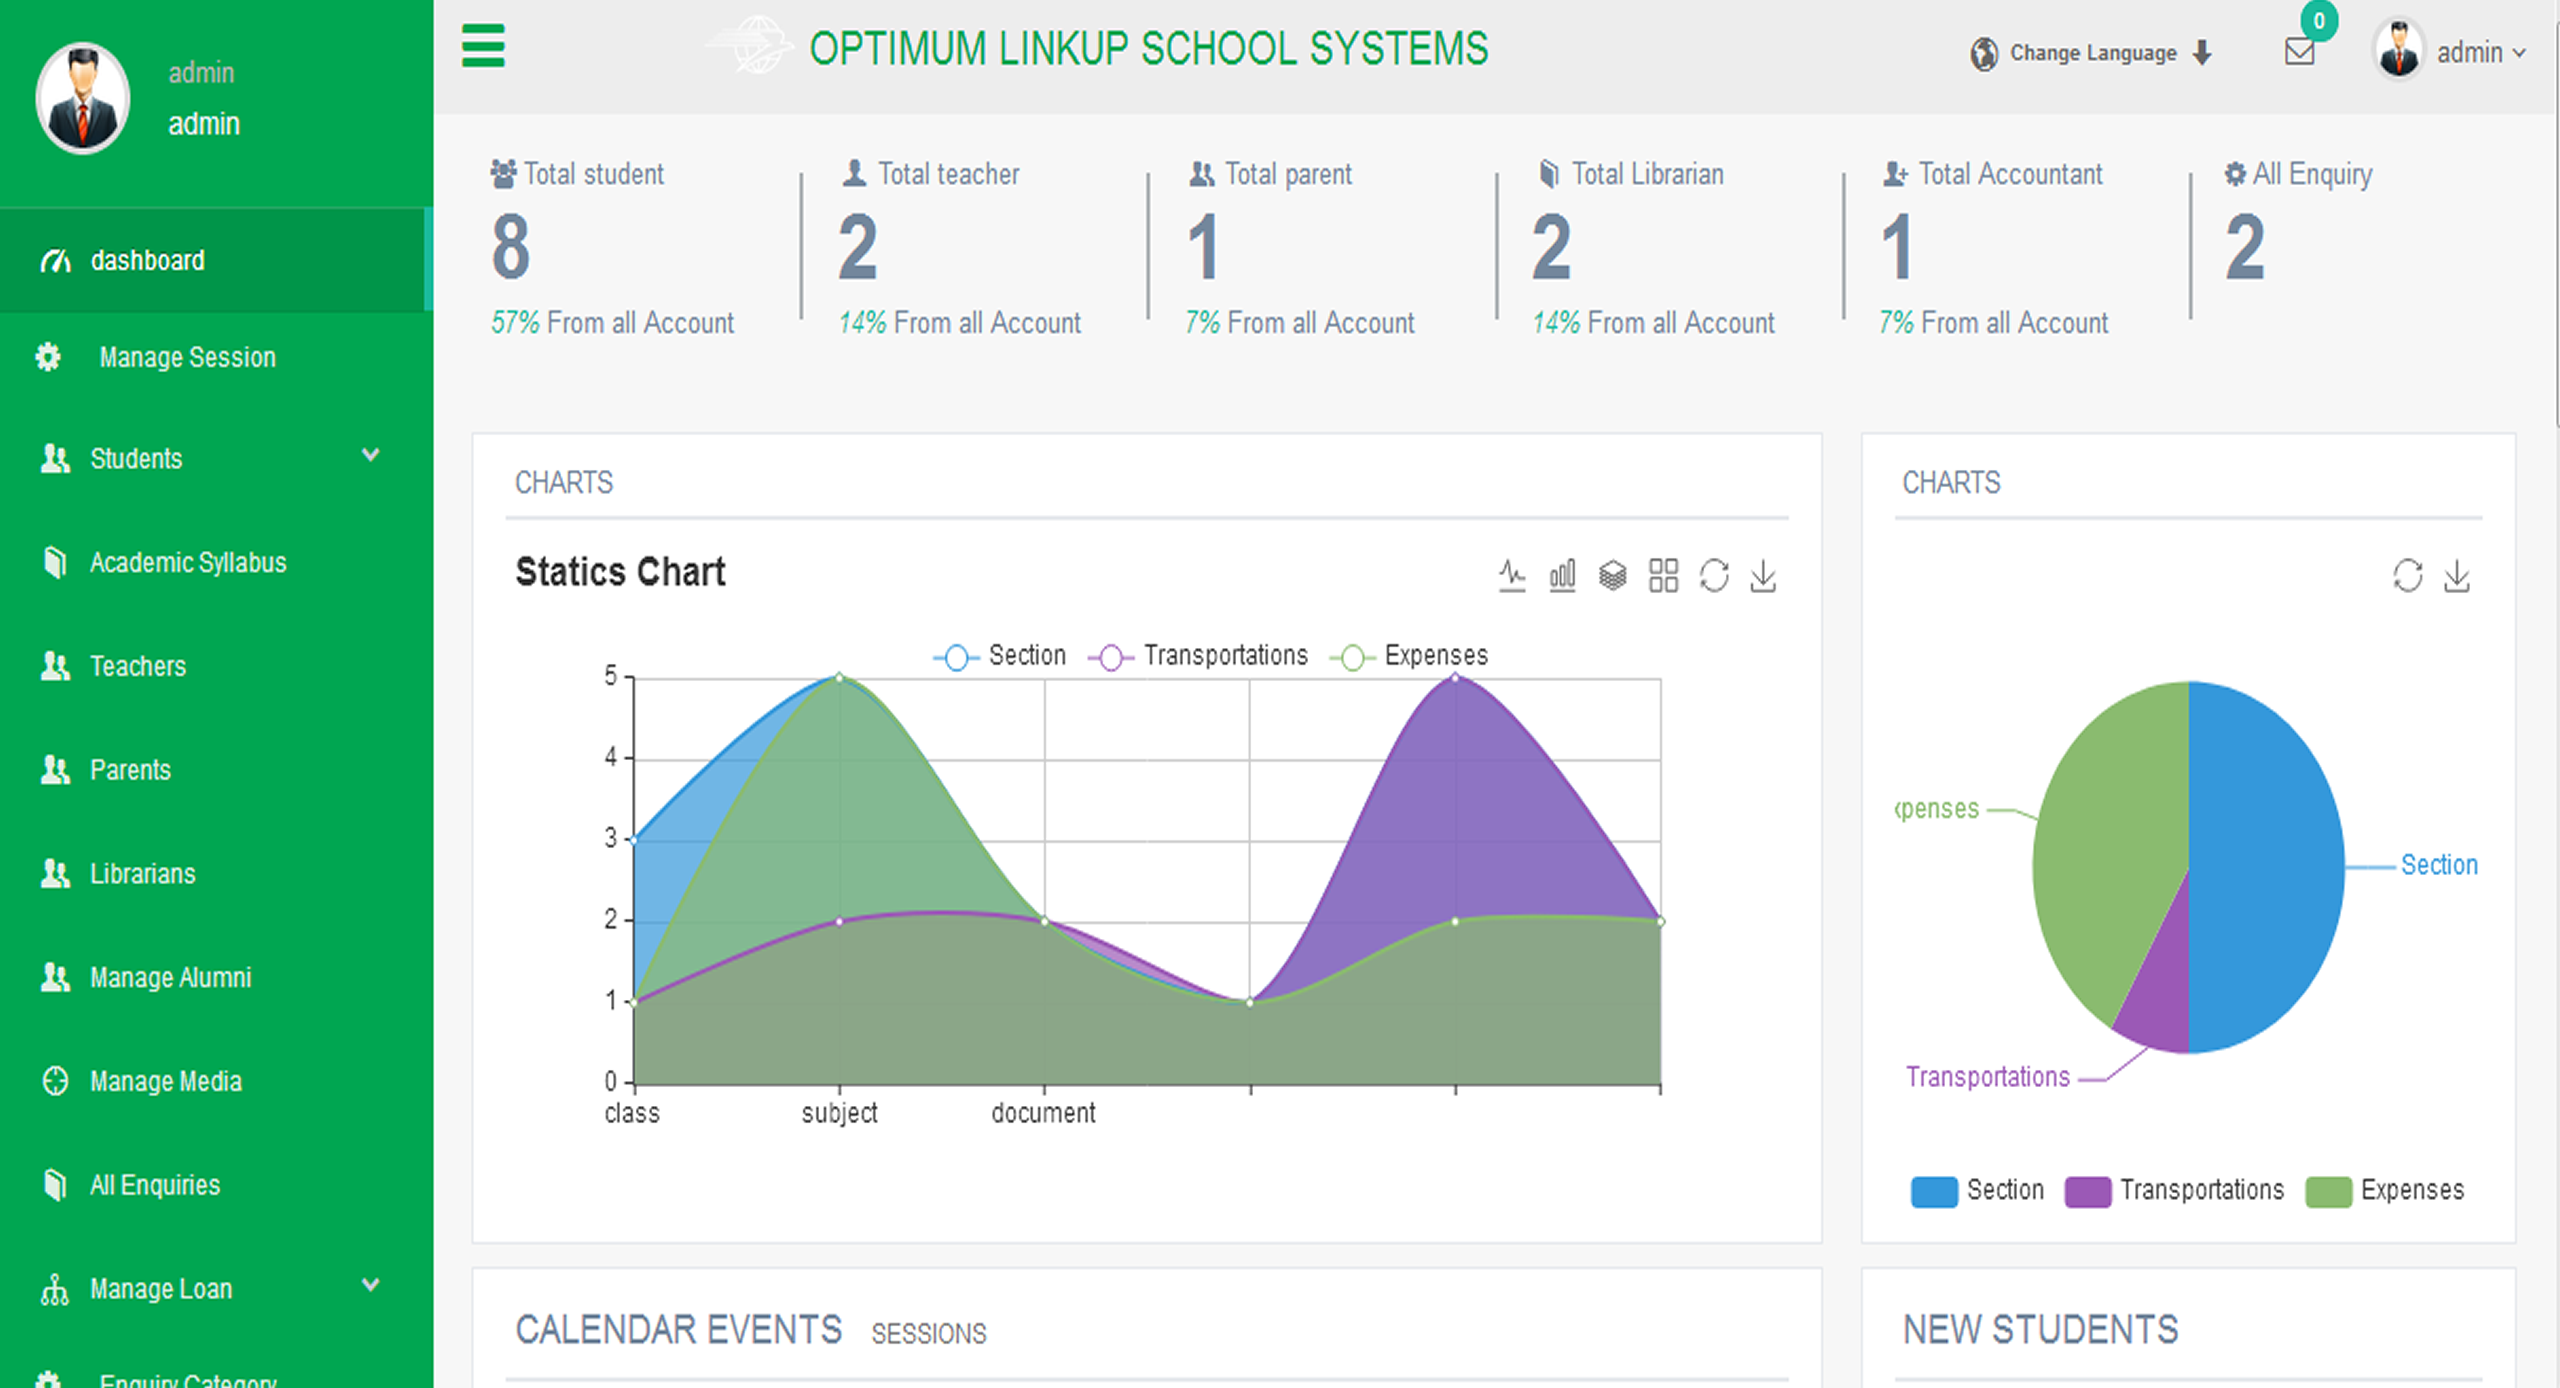 admin
admin
dashboard
Manage Session
Students
Academic Syllabus
Teachers
Parents
Librarians
Manage Alumni
Manage Media
All Enquiries
Manage Loan
Enquiry Category
OPTIMUM LINKUP SCHOOL SYSTEMS
Change Language
0
admin
Total student
8
57% From all Account
Total teacher
2
14% From all Account
Total parent
1
7% From all Account
Total Librarian
2
14% From all Account
Total Accountant
1
7% From all Account
All Enquiry
2
CHARTS
Statics Chart
Section Transportations Expenses
5
4
3
2
1
0
class subject document
CHARTS
xpenses
Section
Transportations
Section Transportations Expenses
CALENDAR EVENTS SESSIONS
NEW STUDENTS